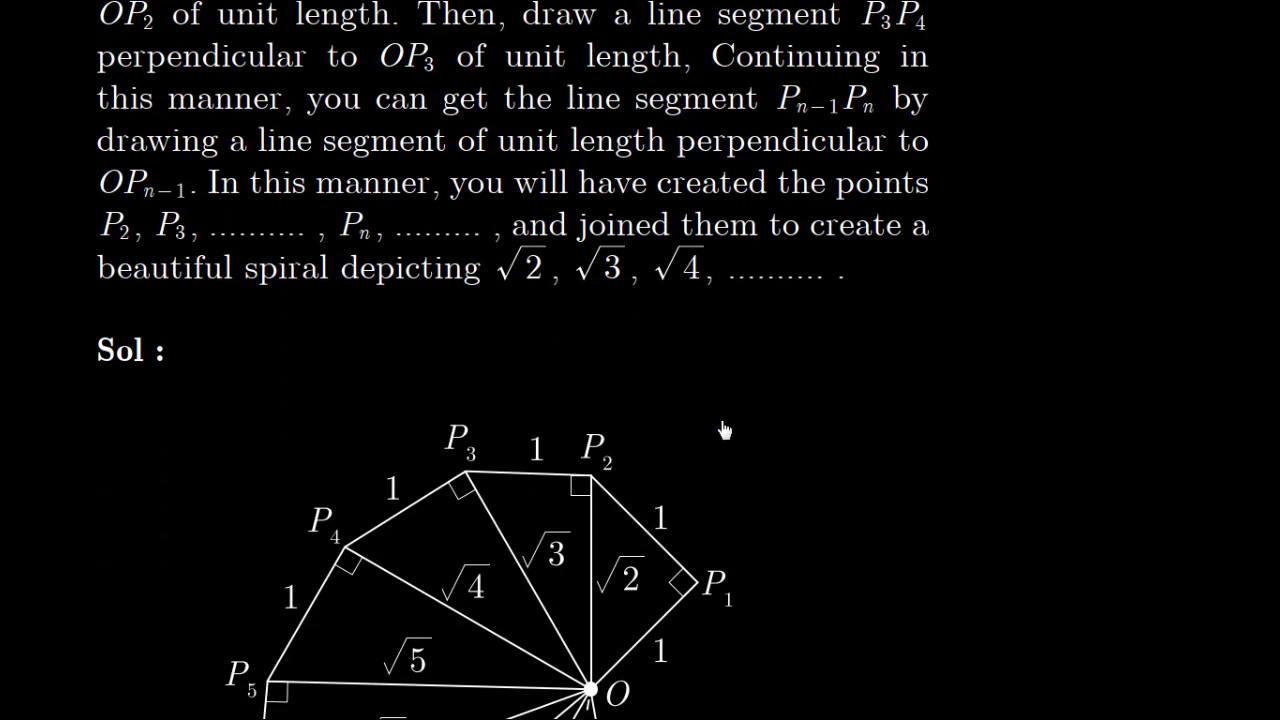 OP₂ of unit length. Then, draw a line segment P₃P₄
perpendicular to OP₃ of unit length, Continuing in
this manner, you can get the line segment Pₙ₋₁Pₙ by
drawing a line segment of unit length perpendicular to
OPₙ₋₁. In this manner, you will have created the points
P₂, P₃, .......... , Pₙ, ......... , and joined them to create a
beautiful spiral depicting √2, √3, √4, .......... .
Sol :
P₃ 1 P₂
1
P₄
1
√3
√4
√2
P₁
1
1
√5
P₅
O